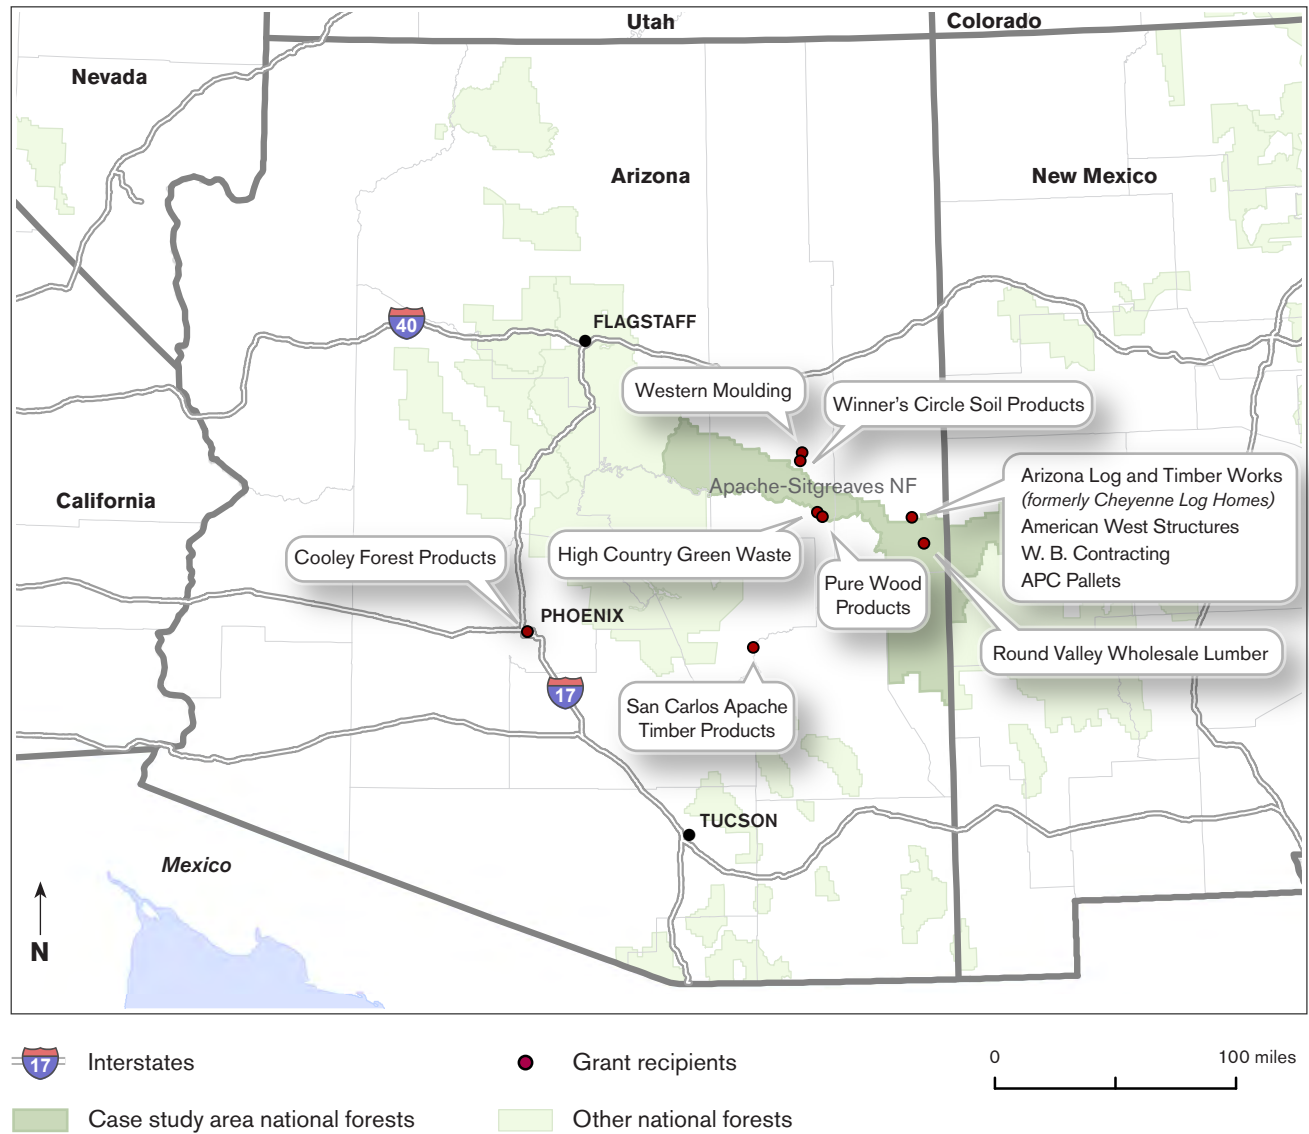 Utah
Colorado
Nevada
Arizona
New Mexico
40
FLAGSTAFF
Western Moulding
Winner's Circle Soil Products
Apache-Sitgreaves NF
Arizona Log and Timber Works
(formerly Cheyenne Log Homes)
American West Structures
W. B. Contracting
APC Pallets
California
Cooley Forest Products
High Country Green Waste
Pure Wood
Products
PHOENIX
Round Valley Wholesale Lumber
17
San Carlos Apache
Timber Products
TUCSON
Mexico
N
17
Interstates
Grant recipients
0
100 miles
Case study area national forests
Other national forests